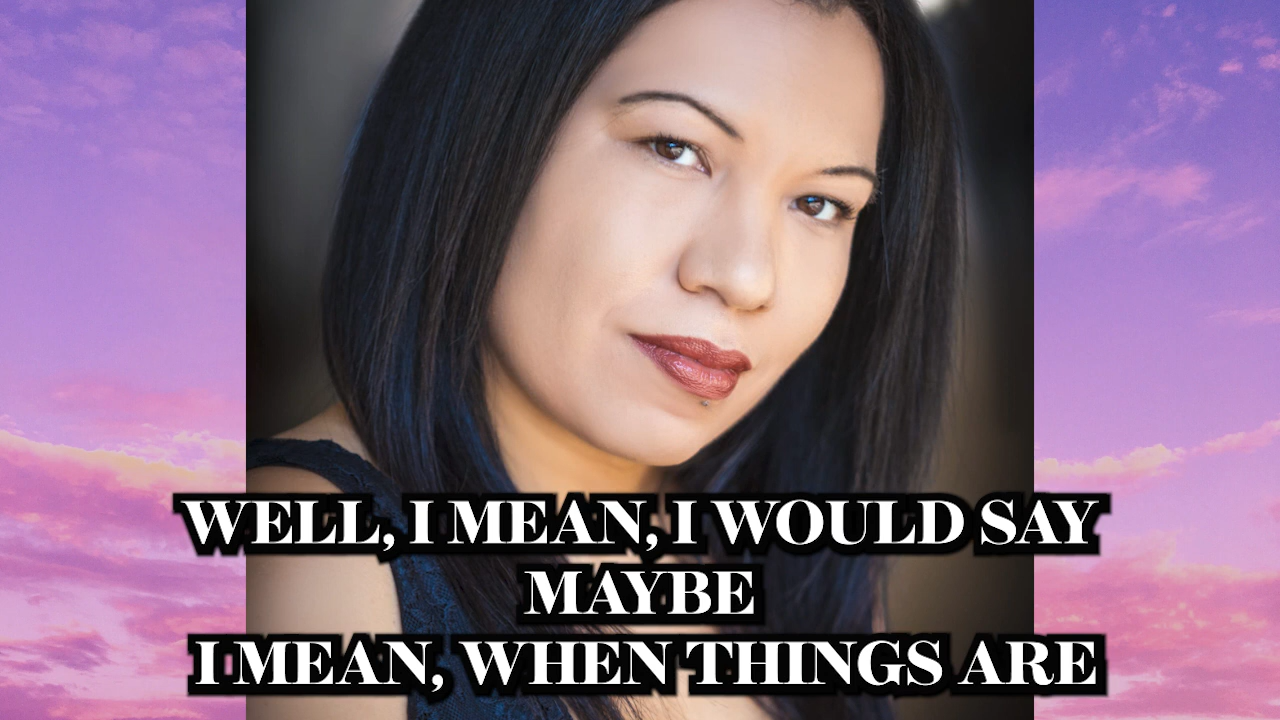 WELL, I MEAN, I WOULD SAY
MAYBE
I MEAN, WHEN THINGS ARE